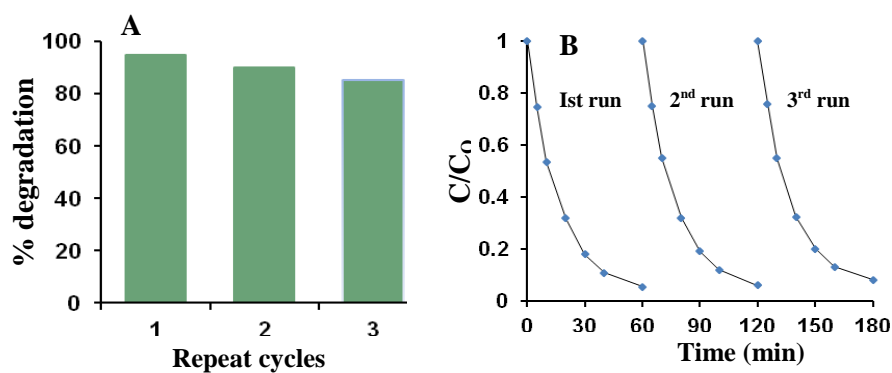 A
100
80
60
40
20
0
% degradation
1 2 3
Repeat cycles
B
1
0.8
0.6
0.4
0.2
0
C/C₀
Ist run 2ⁿᵈ run 3ʳᵈ run
0 30 60 90 120 150 180
Time (min)